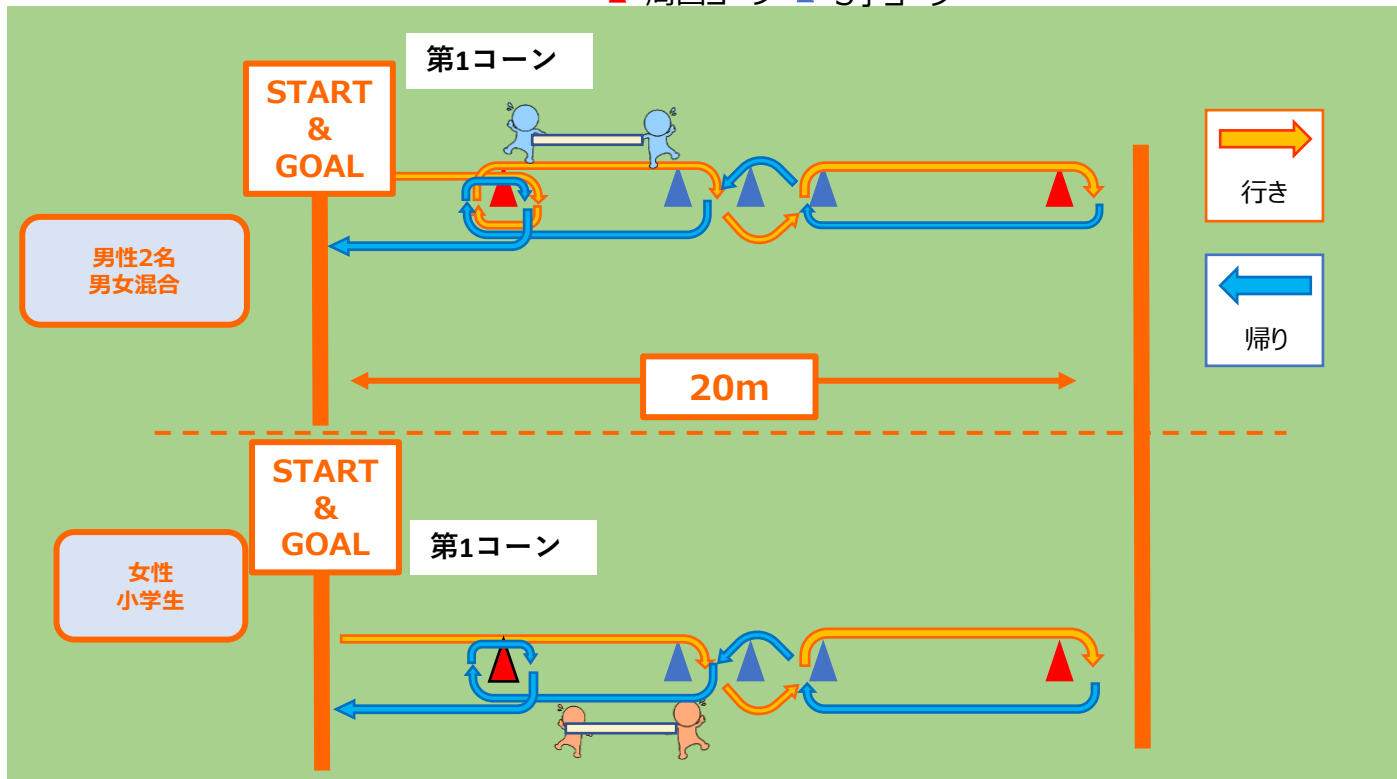 第1コーン
START
&
GOAL
行き
男性2名
男女混合
帰り
20m
START
&
GOAL
第1コーン
女性
小学生